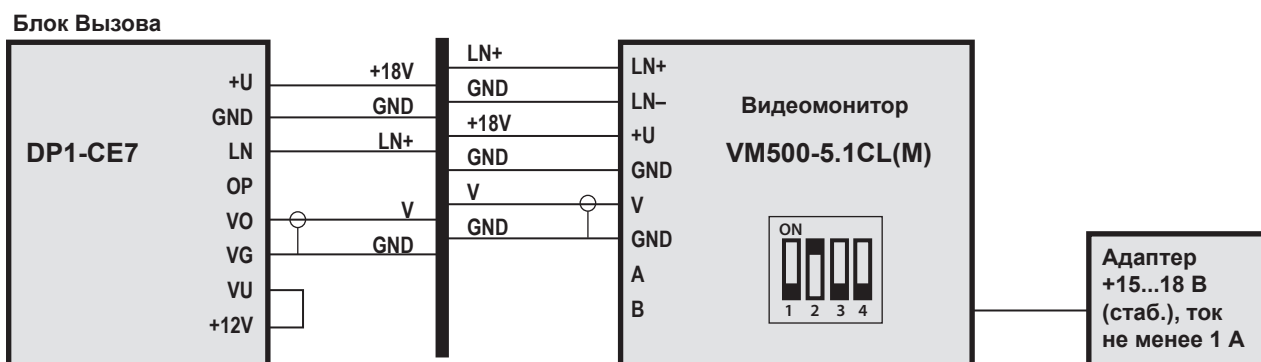 Блок Вызова
DP1-CE7
+U
GND
LN
OP
VO
VG
VU
+12V
+18V
GND
LN+
V
GND
LN+
GND
+18V
GND
V
GND
LN+
LN–
+U
GND
V
GND
A
B
Видеомонитор
VM500-5.1CL(M)
ON
1 2 3 4
Адаптер
+15...18 В
(стаб.), ток
не менее 1 А